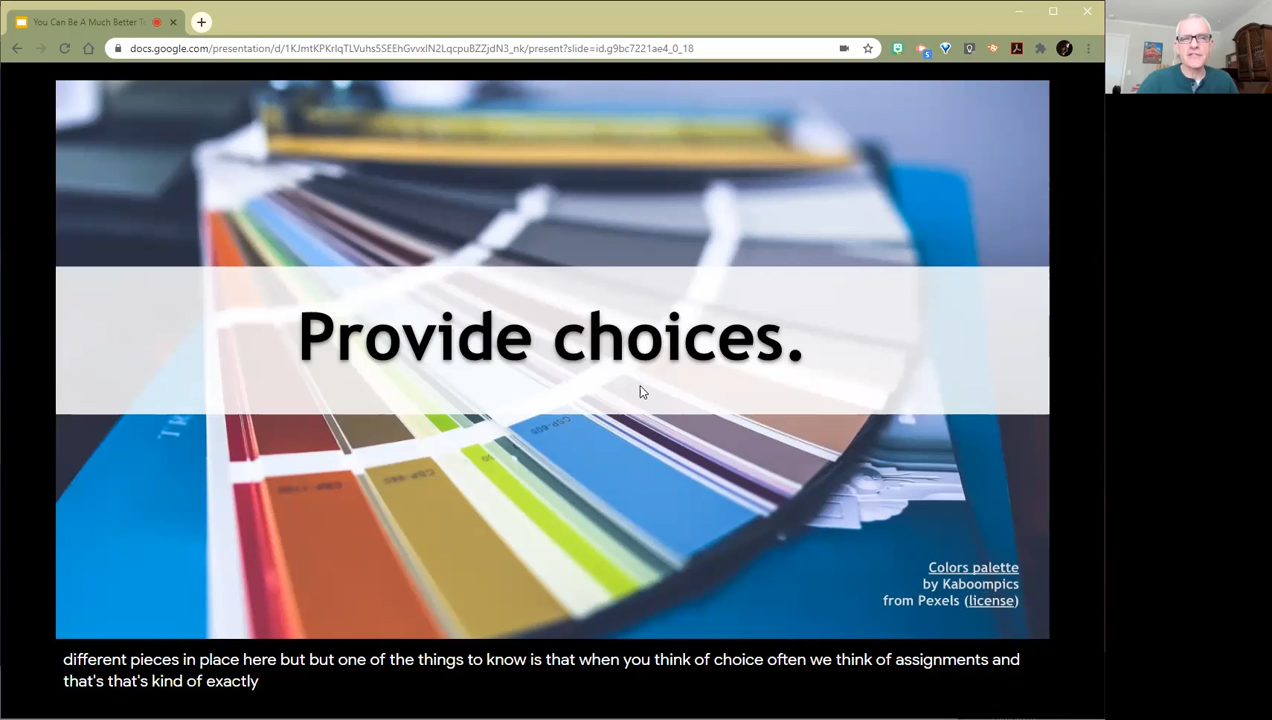 You Can Be A Much Better Te
docs.google.com/presentation/d/1KJmtKPKrlqTLVuhs5SEEhGvvxlN2LqcpuBZZjdN3_nk/present?slide=id.g9bc7221ae4_0_18
Provide choices.
Colors palette
by Kaboompics
from Pexels (license)
different pieces in place here but but one of the things to know is that when you think of choice often we think of assignments and
that's that's kind of exactly